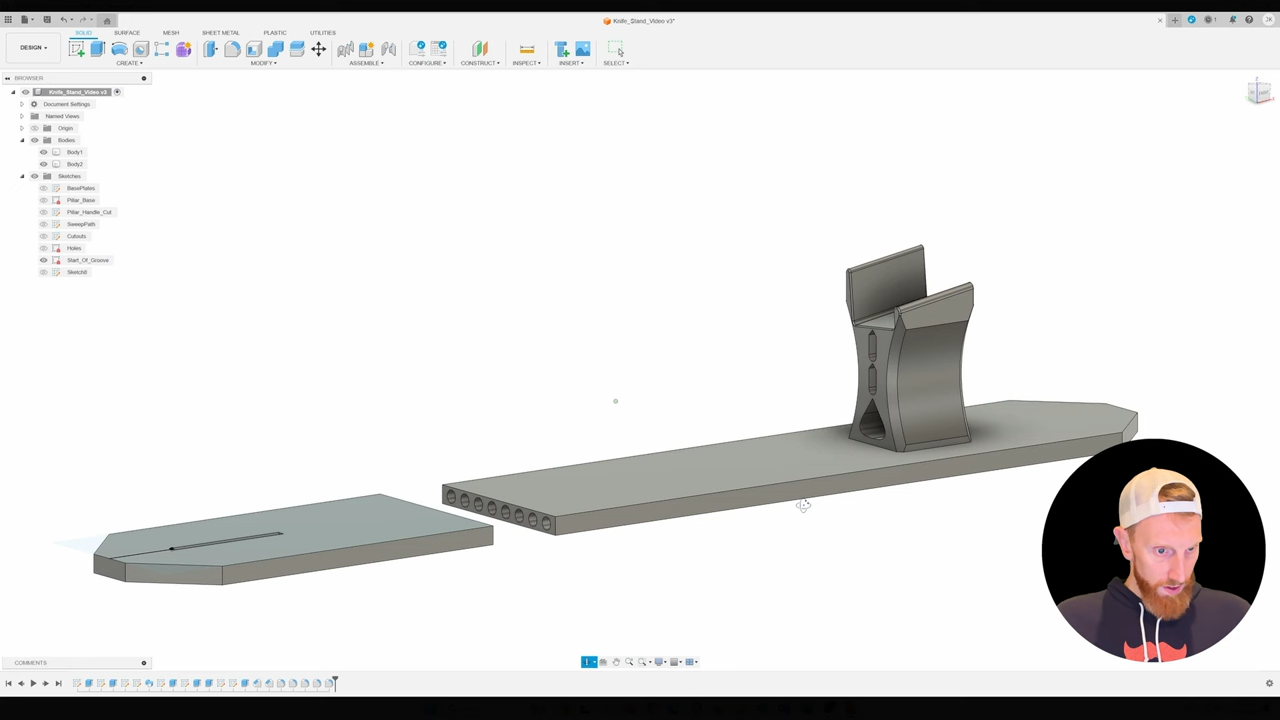 Knife_Stand_Video v3*
1
JK
DESIGN
SOLID SURFACE MESH SHEET METAL PLASTIC UTILITIES
CREATE MODIFY ASSEMBLE CONFIGURE CONSTRUCT INSPECT INSERT SELECT
BROWSER
Knife_Stand_Video v3
Document Settings
Named Views
Origin
Bodies
Body1
Body2
Sketches
BasePlates
Pillar_Base
Pillar_Handle_Cut
SweepPath
Cutouts
Holes
Start_Of_Groove
Sketch8
COMMENTS